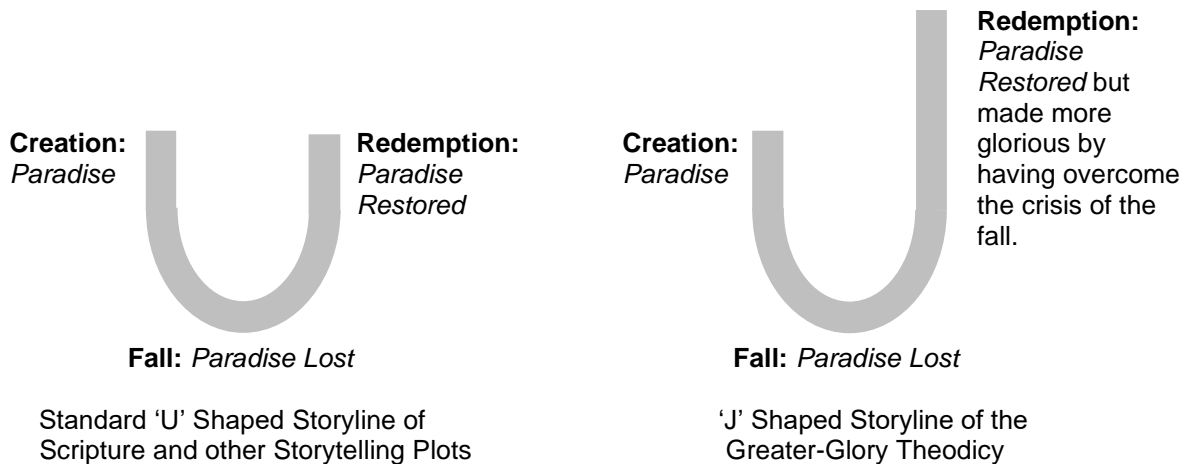 Creation:
Paradise
Redemption:
Paradise
Restored
Fall: Paradise Lost
Standard ‘U’ Shaped Storyline of
Scripture and other Storytelling Plots
Creation:
Paradise
Redemption:
Paradise
Restored but
made more
glorious by
having overcome
the crisis of the
fall.
Fall: Paradise Lost
‘J’ Shaped Storyline of the
Greater-Glory Theodicy